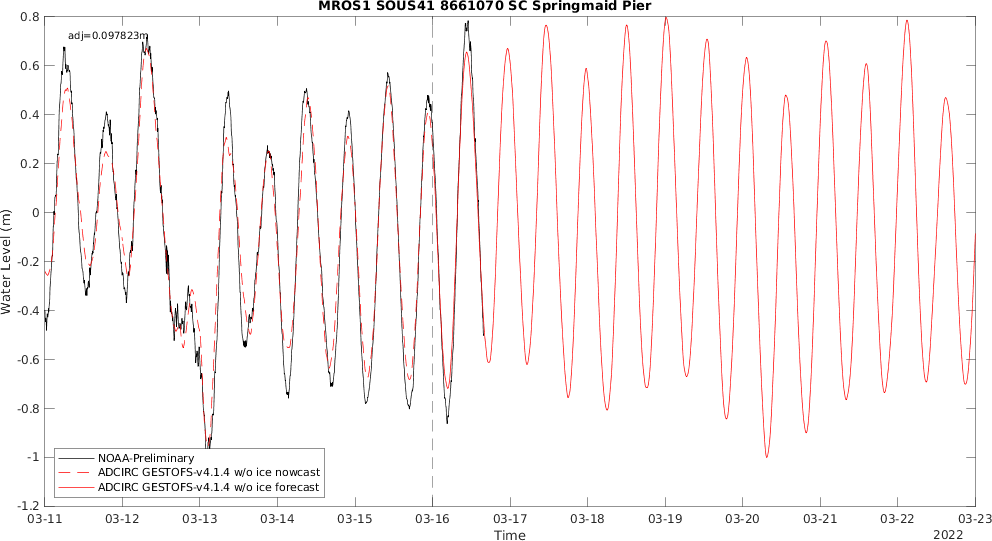 MROS1 SOUS41 8661070 SC Springmaid Pier
adj=0.097823m
Water Level (m)
0.8
0.6
0.4
0.2
0
-0.2
-0.4
-0.6
-0.8
-1
-1.2
NOAA-Preliminary
ADCIRC GESTOFS-v4.1.4 w/o ice nowcast
ADCIRC GESTOFS-v4.1.4 w/o ice forecast
03-11 03-12 03-13 03-14 03-15 03-16 03-17 03-18 03-19 03-20 03-21 03-22 03-23
Time
2022